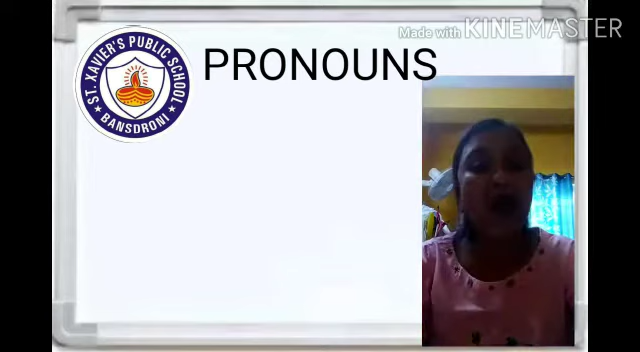 Made with KINEMASTER
PRONOUNS
ST. XAVIER'S PUBLIC SCHOOL
★ BANSDRONI ★